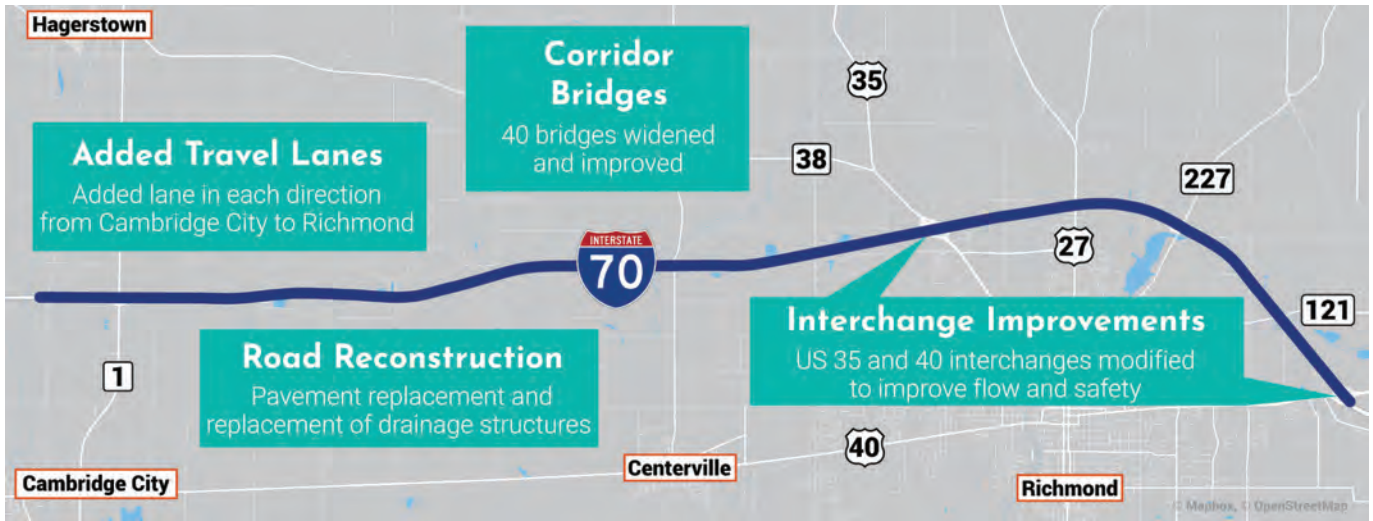 Hagerstown
Corridor
Bridges
40 bridges widened
and improved
35
Added Travel Lanes
Added lane in each direction
from Cambridge City to Richmond
38
227
INTERSTATE
70
27
121
Interchange Improvements
US 35 and 40 interchanges modified
to improve flow and safety
Road Reconstruction
Pavement replacement and
replacement of drainage structures
1
40
Centerville
Cambridge City
Richmond
© Mapbox, © OpenStreetMap